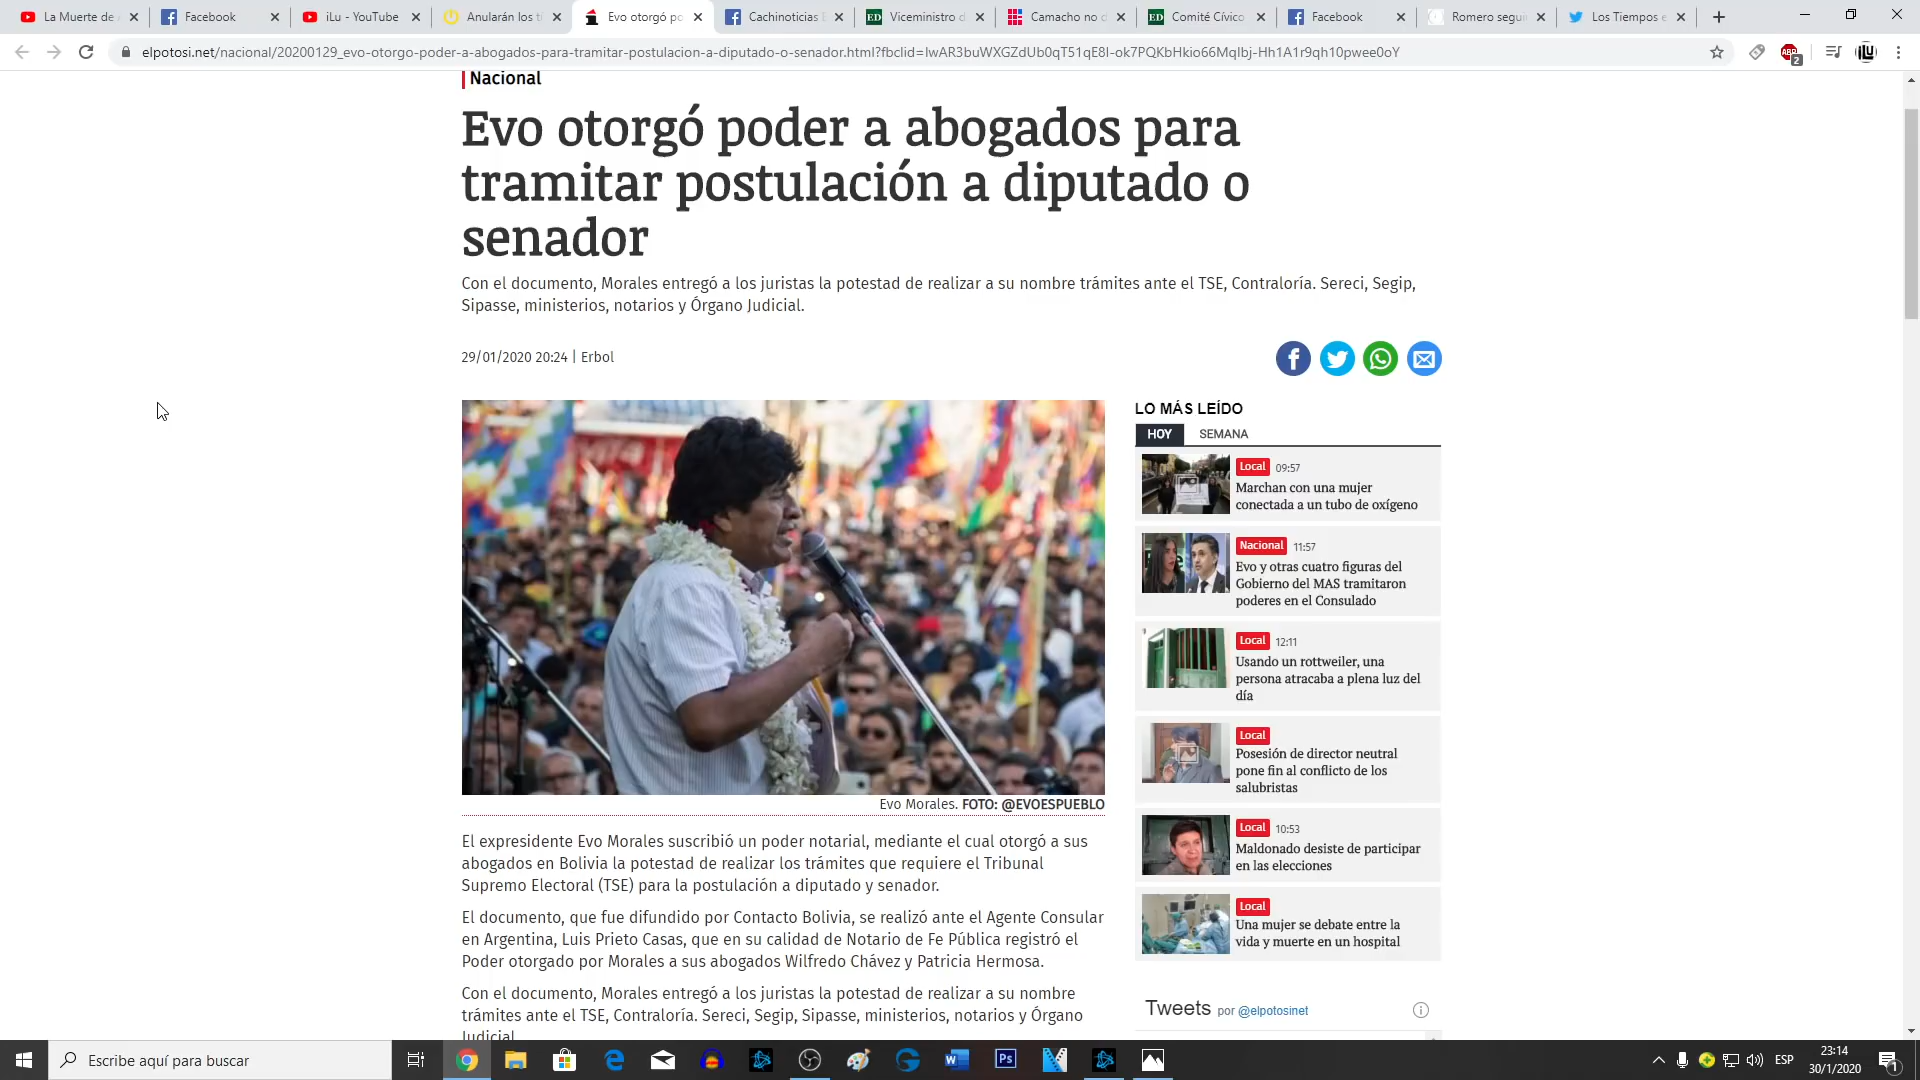 La Muerte de
Facebook
iLu - YouTube
Anularán los ti
Evo otorgó po
Cachinoticias
Viceministro d
Camacho no d
Comité Cívico
Facebook
Romero segui
Los Tiempos e
elpotosi.net/nacional/20200129_evo-otorgo-poder-a-abogados-para-tramitar-postulacion-a-diputado-o-senador.html?fbclid=IwAR3buWXGZdUb0qT51qE8I-ok7PQKbHkio66MqIbj-Hh1A1r9qh10pwee0oY
ABP
2
iLU
Nacional
Evo otorgó poder a abogados para
tramitar postulación a diputado o
senador
Con el documento, Morales entregó a los juristas la potestad de realizar a su nombre trámites ante el TSE, Contraloría. Sereci, Segip,
Sipasse, ministerios, notarios y Órgano Judicial.
29/01/2020 20:24 | Erbol
LO MÁS LEÍDO
HOY SEMANA
Local 09:57
Marchan con una mujer
conectada a un tubo de oxígeno
Nacional 11:57
Evo y otras cuatro figuras del
Gobierno del MAS tramitaron
poderes en el Consulado
Local 12:11
Usando un rottweiler, una
persona atracaba a plena luz del
día
Local
Posesión de director neutral
pone fin al conflicto de los
salubristas
Local 10:53
Maldonado desiste de participar
en las elecciones
Local
Una mujer se debate entre la
vida y muerte en un hospital
Tweets por @elpotosinet
Evo Morales. FOTO: @EVOESPUEBLO
El expresidente Evo Morales suscribió un poder notarial, mediante el cual otorgó a sus
abogados en Bolivia la potestad de realizar los trámites que requiere el Tribunal
Supremo Electoral (TSE) para la postulación a diputado y senador.
El documento, que fue difundido por Contacto Bolivia, se realizó ante el Agente Consular
en Argentina, Luis Prieto Casas, que en su calidad de Notario de Fe Pública registró el
Poder otorgado por Morales a sus abogados Wilfredo Chávez y Patricia Hermosa.
Con el documento, Morales entregó a los juristas la potestad de realizar a su nombre
trámites ante el TSE, Contraloría. Sereci, Segip, Sipasse, ministerios, notarios y Órgano
Judicial.
Escribe aquí para buscar
Ps
ESP
23:14
30/1/2020
1